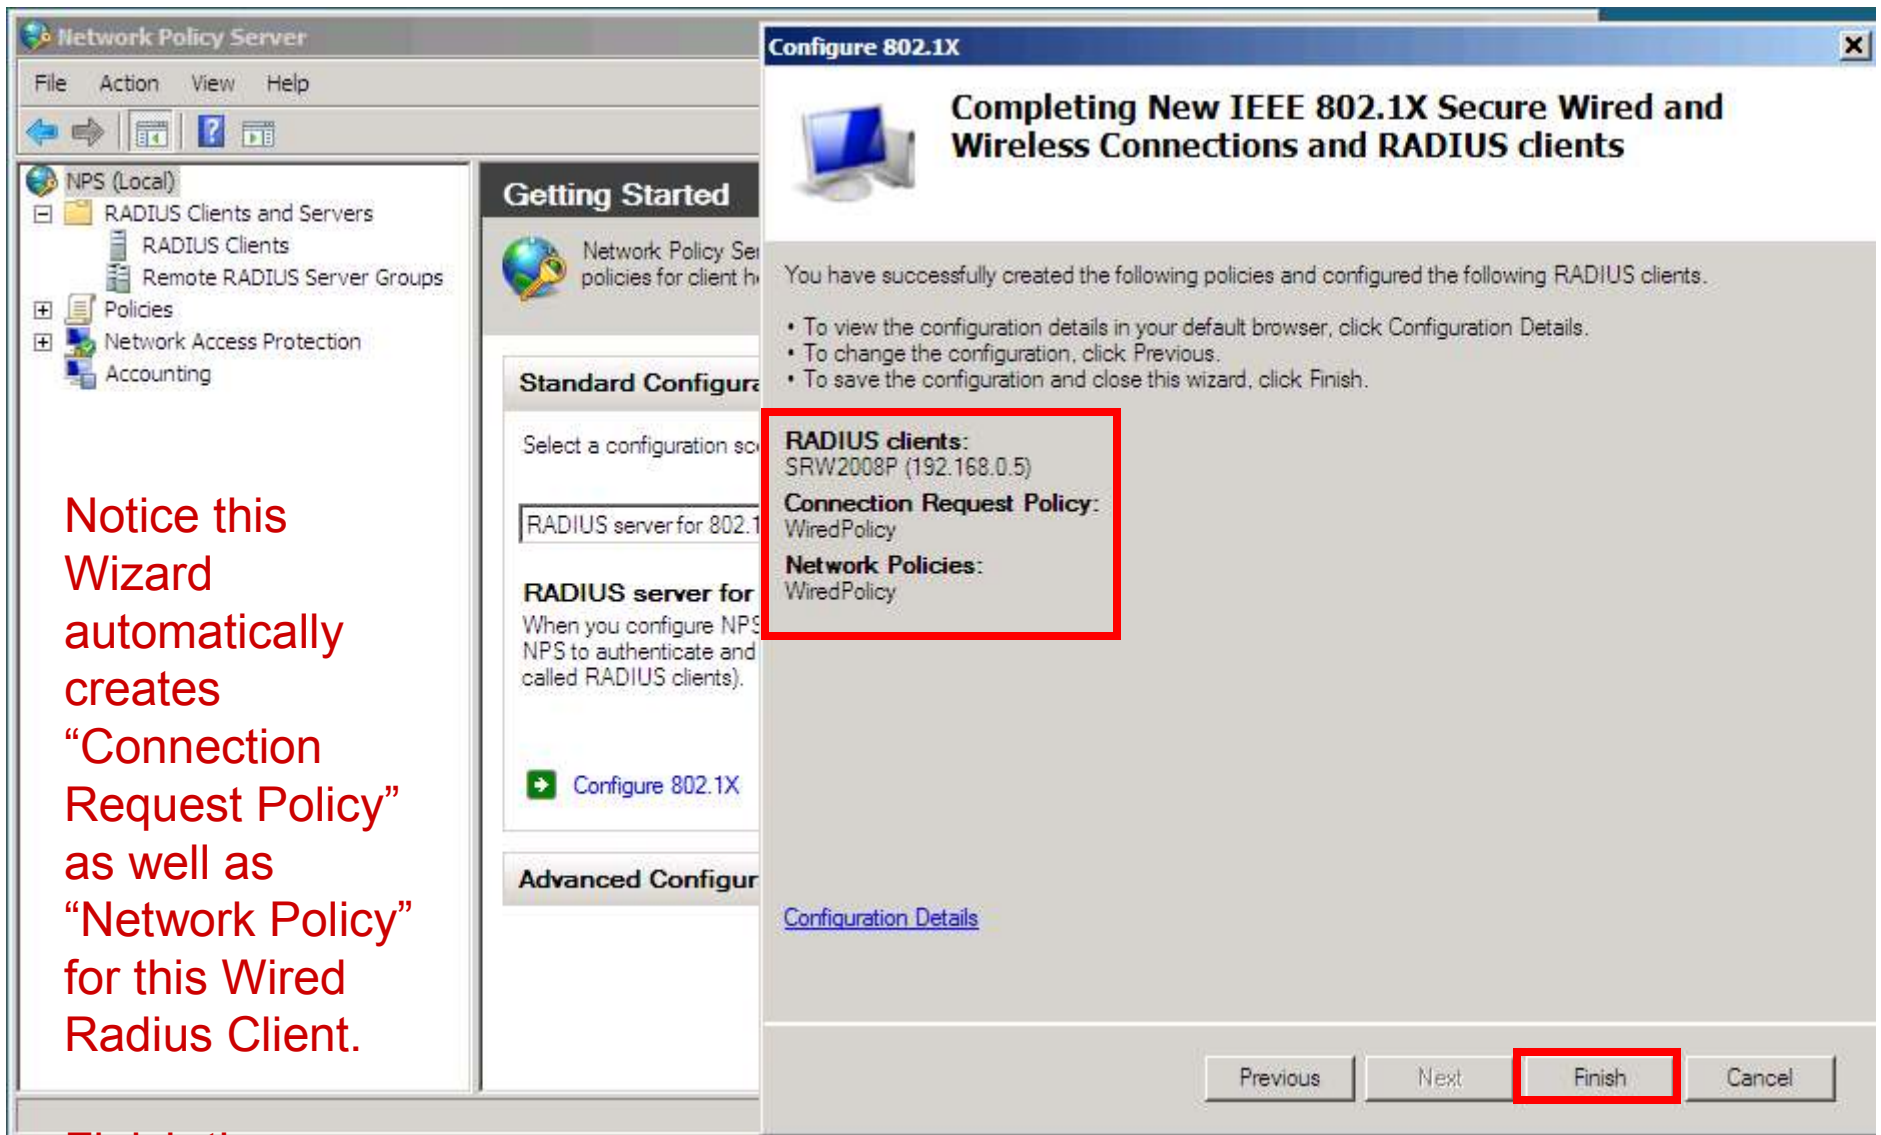 Network Policy Server
File Action View Help
NPS (Local)
RADIUS Clients and Servers
RADIUS Clients
Remote RADIUS Server Groups
Policies
Network Access Protection
Accounting
Notice this
Wizard
automatically
creates
“Connection
Request Policy”
as well as
“Network Policy”
for this Wired
Radius Client.
Getting Started
Network Policy Se
policies for client h
Standard Configura
Select a configuration sc
RADIUS server for 802.1
RADIUS server for
When you configure NPS
NPS to authenticate and
called RADIUS clients).
Configure 802.1X
Advanced Configur
Configure 802.1X
Completing New IEEE 802.1X Secure Wired and
Wireless Connections and RADIUS clients
You have successfully created the following policies and configured the following RADIUS clients.
• To view the configuration details in your default browser, click Configuration Details.
• To change the configuration, click Previous.
• To save the configuration and close this wizard, click Finish.
RADIUS clients:
SRW2008P (192.168.0.5)
Connection Request Policy:
WiredPolicy
Network Policies:
WiredPolicy
Configuration Details
Previous Next Finish Cancel